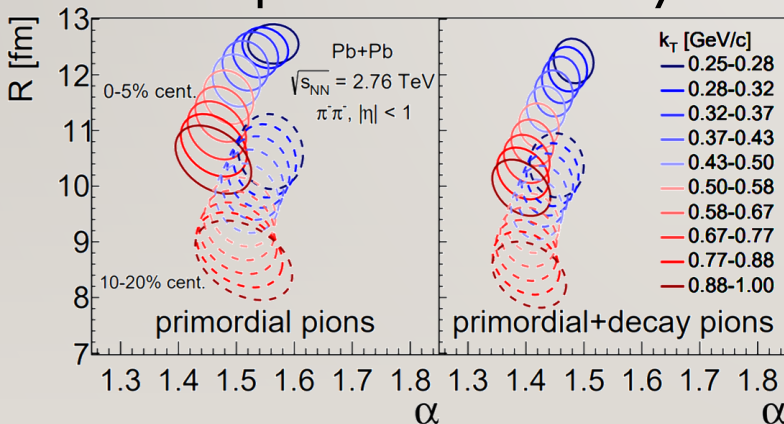 R [fm]
13
12
11
10
9
8
7
0-5% cent.
10-20% cent.
Pb+Pb
√sNN = 2.76 TeV
π⁻π⁻, |η| < 1
primordial pions
primordial+decay pions
kT [GeV/c]
0.25-0.28
0.28-0.32
0.32-0.37
0.37-0.43
0.43-0.50
0.50-0.58
0.58-0.67
0.67-0.77
0.77-0.88
0.88-1.00
1.3 1.4 1.5 1.6 1.7 1.8 1.3 1.4 1.5 1.6 1.7 1.8
α α